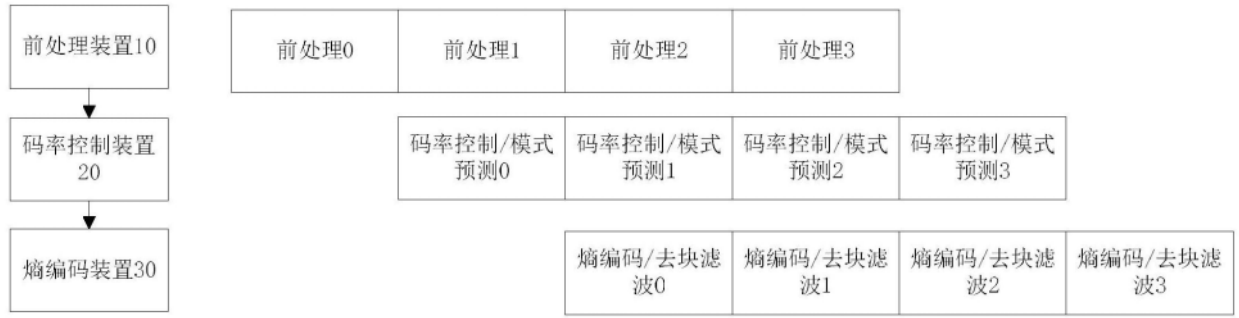 前处理装置10
前处理0
前处理1
前处理2
前处理3
码率控制装置
20
码率控制/模式
预测0
码率控制/模式
预测1
码率控制/模式
预测2
码率控制/模式
预测3
熵编码装置30
熵编码/去块滤
波0
熵编码/去块滤
波1
熵编码/去块滤
波2
熵编码/去块滤
波3